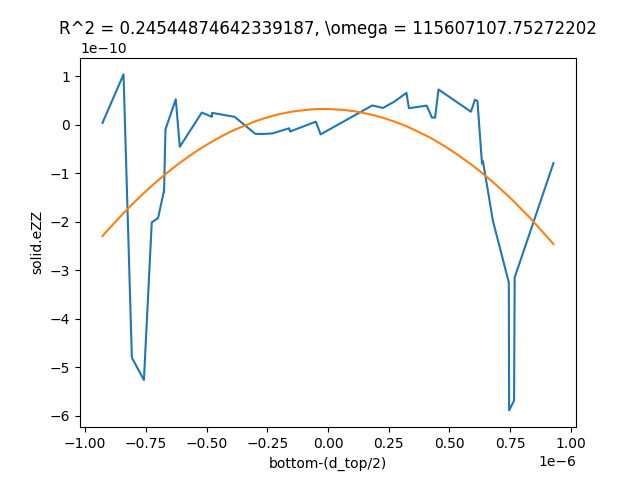 R^2 = 0.24544874642339187, \omega = 115607107.75272202
1e−10
1
0
−1
−2
−3
−4
−5
−6
solid.eZZ
−1.00 −0.75 −0.50 −0.25 0.00 0.25 0.50 0.75 1.00
bottom-(d_top/2)
1e−6